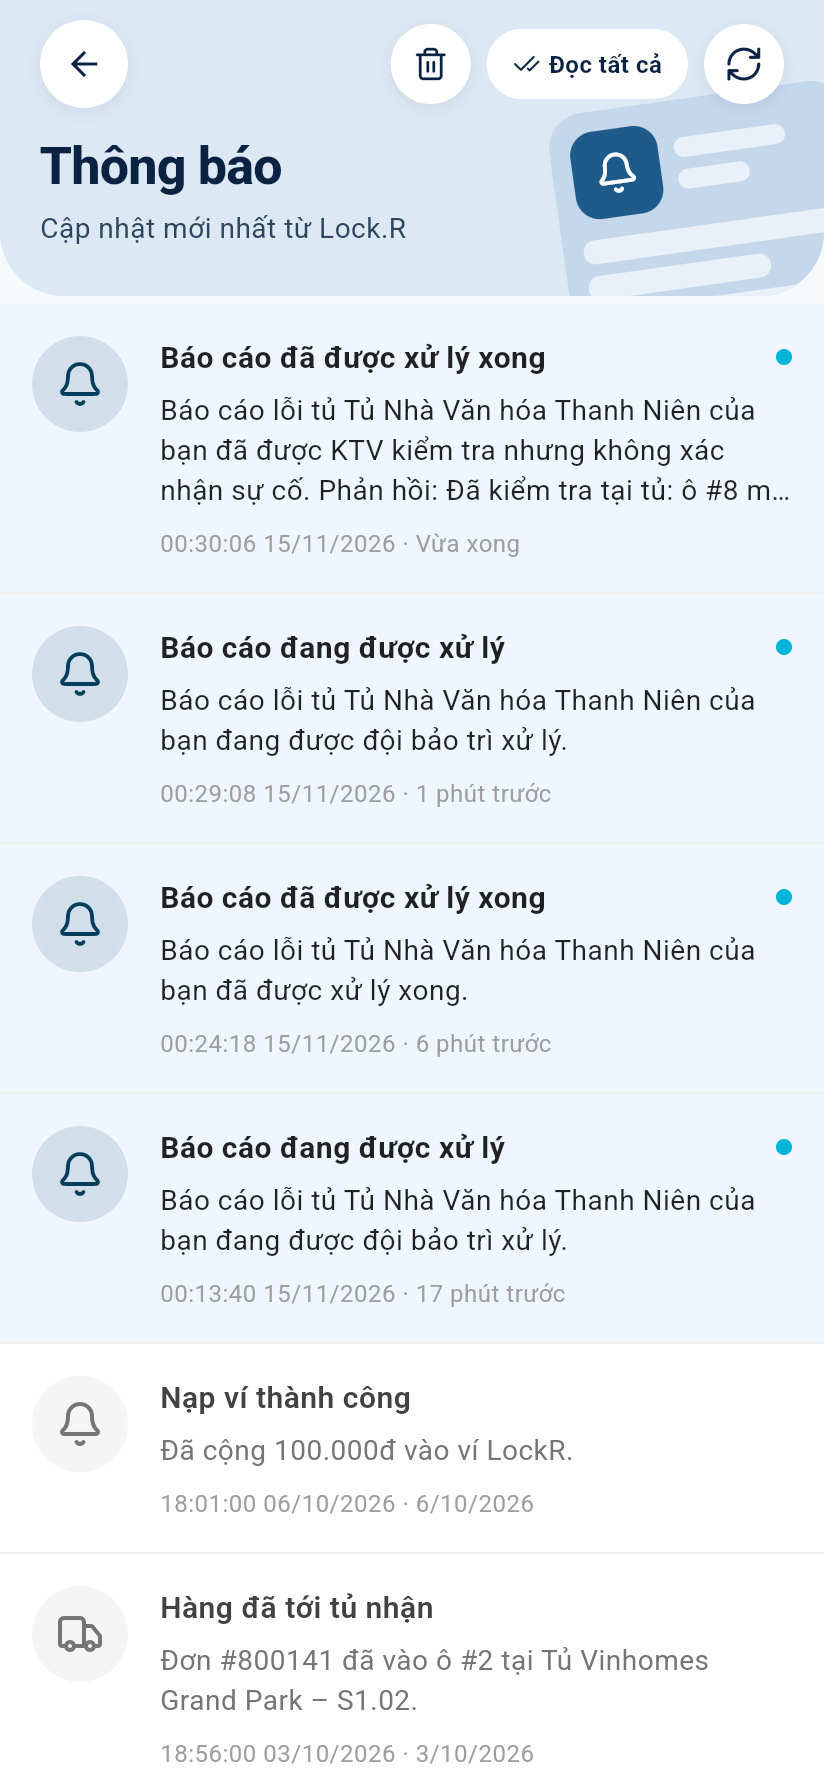 Đọc tất cả
Thông báo
Cập nhật mới nhất từ Lock.R
Báo cáo đã được xử lý xong
Báo cáo lỗi tủ Tủ Nhà Văn hóa Thanh Niên của
bạn đã được KTV kiểm tra nhưng không xác
nhận sự cố. Phản hồi: Đã kiểm tra tại tủ: ô #8 m…
00:30:06 15/11/2026 · Vừa xong
Báo cáo đang được xử lý
Báo cáo lỗi tủ Tủ Nhà Văn hóa Thanh Niên của
bạn đang được đội bảo trì xử lý.
00:29:08 15/11/2026 · 1 phút trước
Báo cáo đã được xử lý xong
Báo cáo lỗi tủ Tủ Nhà Văn hóa Thanh Niên của
bạn đã được xử lý xong.
00:24:18 15/11/2026 · 6 phút trước
Báo cáo đang được xử lý
Báo cáo lỗi tủ Tủ Nhà Văn hóa Thanh Niên của
bạn đang được đội bảo trì xử lý.
00:13:40 15/11/2026 · 17 phút trước
Nạp ví thành công
Đã cộng 100.000đ vào ví LockR.
18:01:00 06/10/2026 · 6/10/2026
Hàng đã tới tủ nhận
Đơn #800141 đã vào ô #2 tại Tủ Vinhomes
Grand Park – S1.02.
18:56:00 03/10/2026 · 3/10/2026